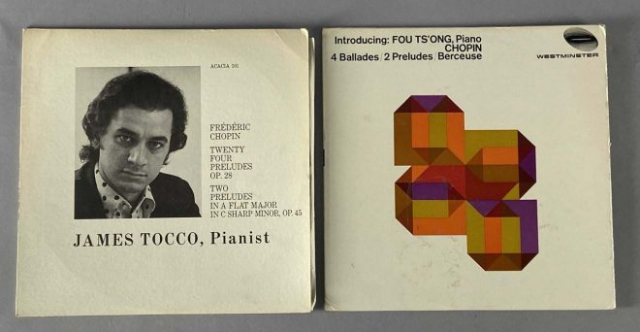 ACACIA
FRÉDÉRIC
CHOPIN
TWENTY
FOUR
PRELUDES
OP. 28
TWO
PRELUDES
IN A FLAT MAJOR
IN C SHARP MINOR, OP. 45
JAMES TOCCO, Pianist
Introducing: FOU TS'ONG, Piano
CHOPIN
4 Ballades/2 Preludes/Berceuse
WESTMINSTER